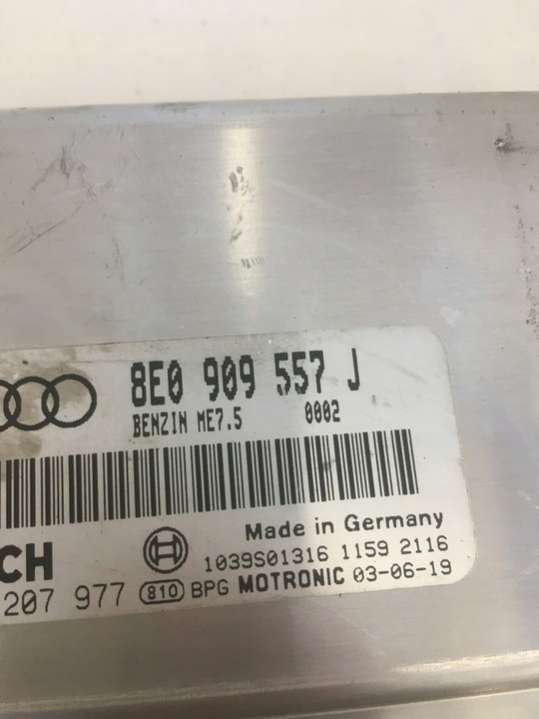 8E0 909 557 J
BENZIN ME7.5 0002
Made in Germany
CH 1039S01316 1159 2116
207 977 810 BPG MOTRONIC 03-06-19